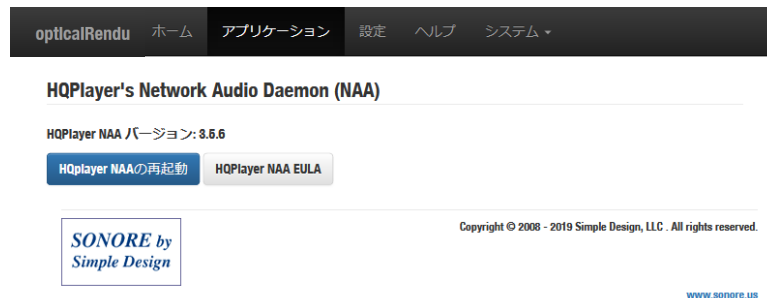 opticalRendu ホーム アプリケーション 設定 ヘルプ システム
HQPlayer's Network Audio Daemon (NAA)
HQPlayer NAA バージョン: 3.5.6
HQplayer NAAの再起動 HQPlayer NAA EULA
SONORE by
Simple Design
Copyright © 2008 - 2019 Simple Design, LLC . All rights reserved.
www.sonore.us